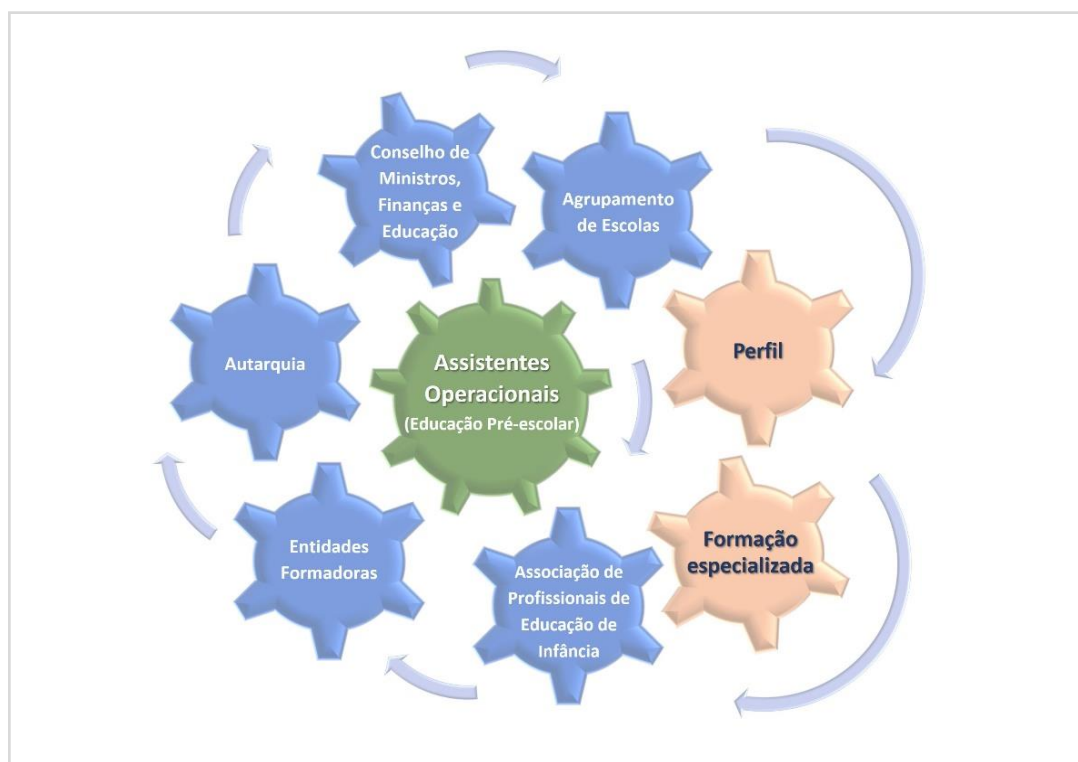 Conselho de
Ministros,
Finanças e
Educação
Agrupamento
de Escolas
Perfil
Assistentes
Operacionais
(Educação Pré-escolar)
Autarquia
Formação
especializada
Entidades
Formadoras
Associação de
Profissionais de
Educação de
Infância